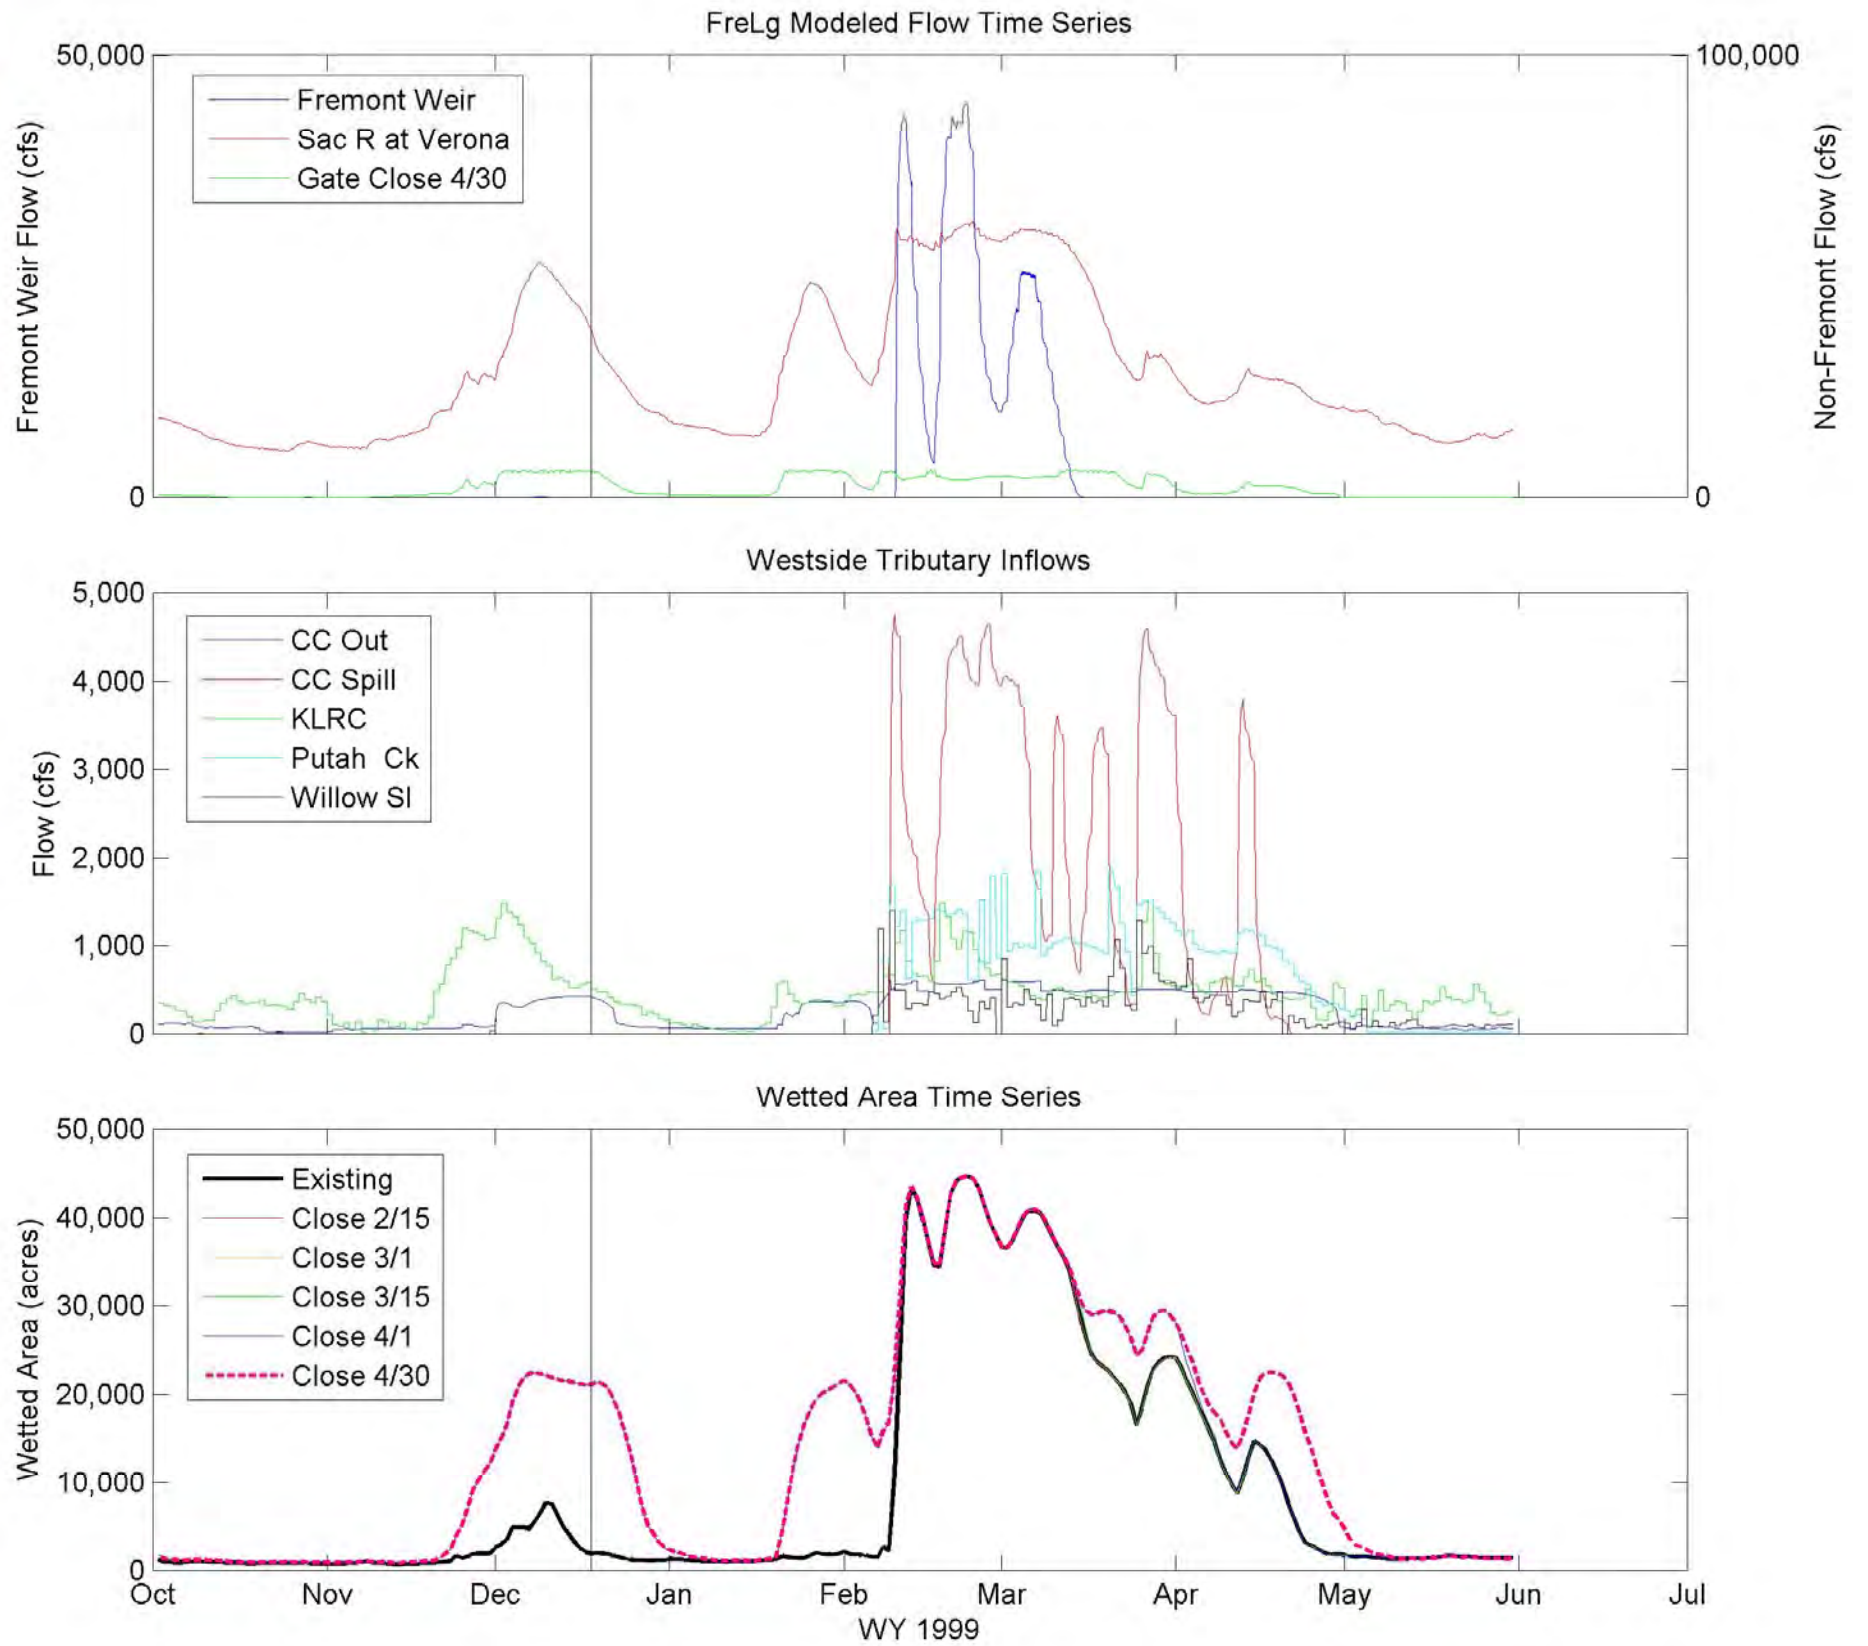 FreLg Modeled Flow Time Series
50,000
100,000
Fremont Weir
Sac R at Verona
Gate Close 4/30
Fremont Weir Flow (cfs)
Non-Fremont Flow (cfs)
0
0
Westside Tributary Inflows
5,000
4,000
3,000
2,000
1,000
0
Flow (cfs)
CC Out
CC Spill
KLRC
Putah Ck
Willow Sl
Wetted Area Time Series
50,000
40,000
30,000
20,000
10,000
0
Wetted Area (acres)
Existing
Close 2/15
Close 3/1
Close 3/15
Close 4/1
Close 4/30
Oct Nov Dec Jan Feb Mar Apr May Jun Jul
WY 1999